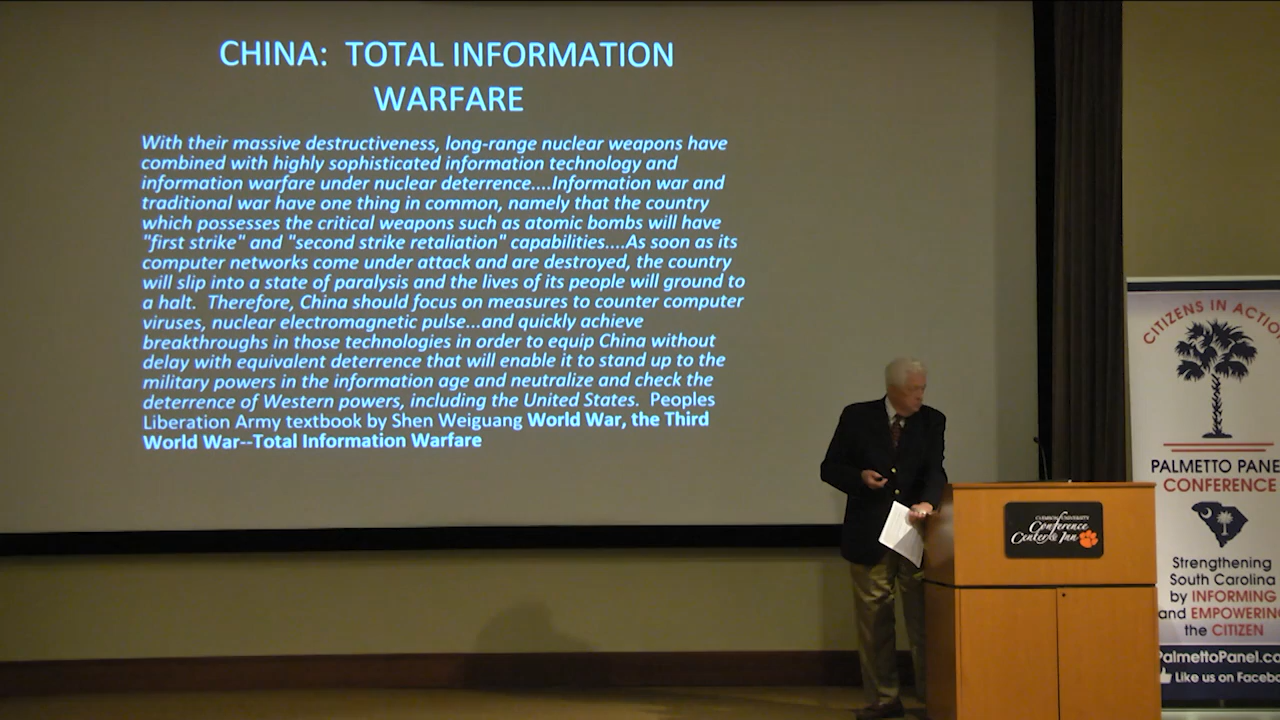 CHINA: TOTAL INFORMATION
WARFARE
With their massive destructiveness, long-range nuclear weapons have
combined with highly sophisticated information technology and
information warfare under nuclear deterrence....Information war and
traditional war have one thing in common, namely that the country
which possesses the critical weapons such as atomic bombs will have
"first strike" and "second strike retaliation" capabilities....As soon as its
computer networks come under attack and are destroyed, the country
will slip into a state of paralysis and the lives of its people will ground to
a halt. Therefore, China should focus on measures to counter computer
viruses, nuclear electromagnetic pulse...and quickly achieve
breakthroughs in those technologies in order to equip China without
delay with equivalent deterrence that will enable it to stand up to the
military powers in the information age and neutralize and check the
deterrence of Western powers, including the United States. Peoples
Liberation Army textbook by Shen Weiguang World War, the Third
World War--Total Information Warfare
CLEMSON UNIVERSITY
Conference
Center & Inn
CITIZENS IN ACTION
PALMETTO PANE
CONFERENCE
Strengthening
South Carolina
by INFORMING
and EMPOWERIN
the CITIZEN
PalmettoPanel.co
Like us on Facebo